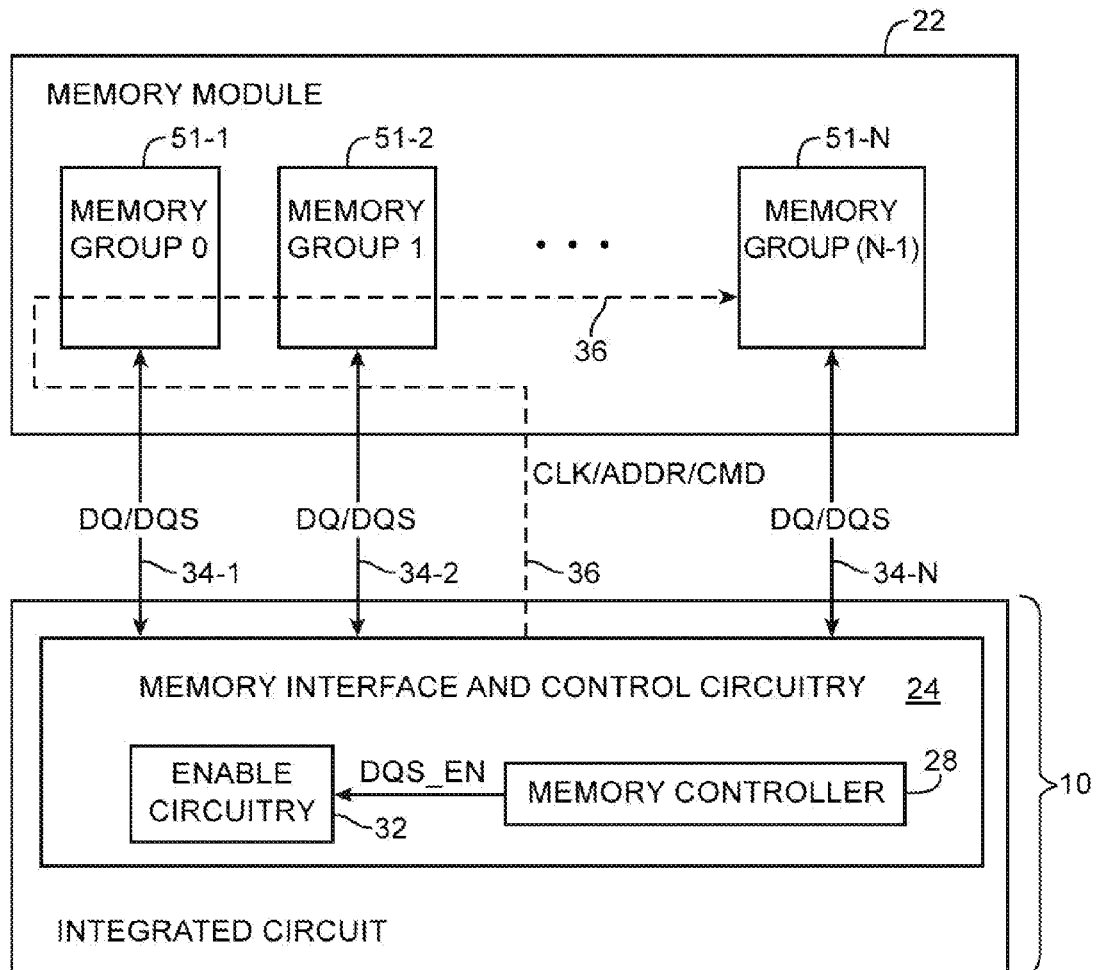 22
MEMORY MODULE
51-1
51-2
51-N
MEMORY
GROUP 0
MEMORY
GROUP 1
• • •
MEMORY
GROUP (N-1)
36
CLK/ADDR/CMD
DQ/DQS
DQ/DQS
DQ/DQS
34-1
34-2
36
34-N
MEMORY INTERFACE AND CONTROL CIRCUITRY
24
ENABLE
CIRCUITRY
DQS_EN
MEMORY CONTROLLER
28
32
10
INTEGRATED CIRCUIT